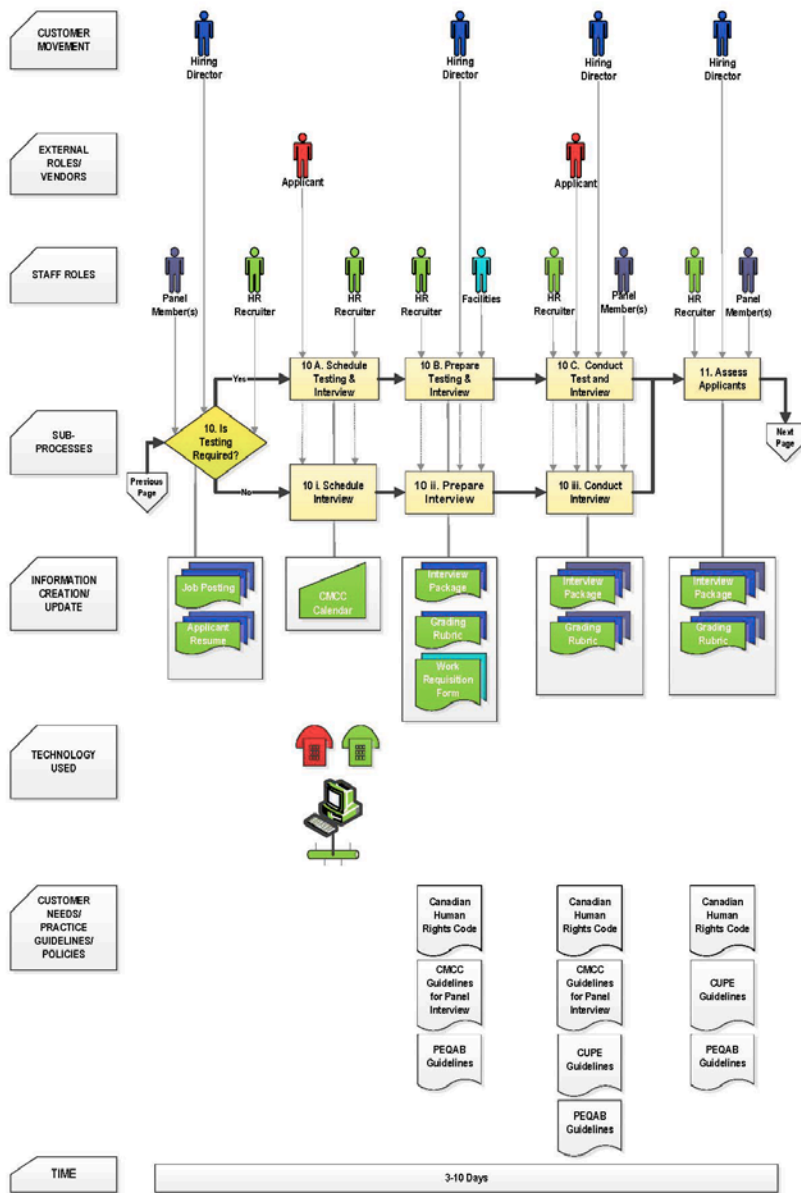 CUSTOMER
MOVEMENT
Hiring
Director
Hiring
Director
Hiring
Director
Hiring
Director
EXTERNAL
ROLES/
VENDORS
Applicant
Applicant
STAFF ROLES
Panel
Member(s)
HR
Recruiter
HR
Recruiter
HR
Recruiter
Facilities
HR
Recruiter
Panel
Member(s)
HR
Recruiter
Panel
Member(s)
SUB-
PROCESSES
Previous
Page
10. Is
Testing
Required?
Yes
No
10 A. Schedule
Testing &
Interview
10 B. Prepare
Testing &
Interview
10 C. Conduct
Test and
Interview
11. Assess
Applicants
Next
Page
10 i. Schedule
Interview
10 ii. Prepare
Interview
10 iii. Conduct
Interview
INFORMATION
CREATION/
UPDATE
Job Posting
Applicant
Resume
CMCC
Calendar
Interview
Package
Grading
Rubric
Work
Requisition
Form
Interview
Package
Grading
Rubric
Interview
Package
Grading
Rubric
TECHNOLOGY
USED
CUSTOMER
NEEDS/
PRACTICE
GUIDELINES/
POLICIES
Canadian
Human
Rights Code
CMCC
Guidelines
for Panel
Interview
PEQAB
Guidelines
Canadian
Human
Rights Code
CMCC
Guidelines
for Panel
Interview
CUPE
Guidelines
PEQAB
Guidelines
Canadian
Human
Rights Code
CUPE
Guidelines
PEQAB
Guidelines
TIME
3-10 Days